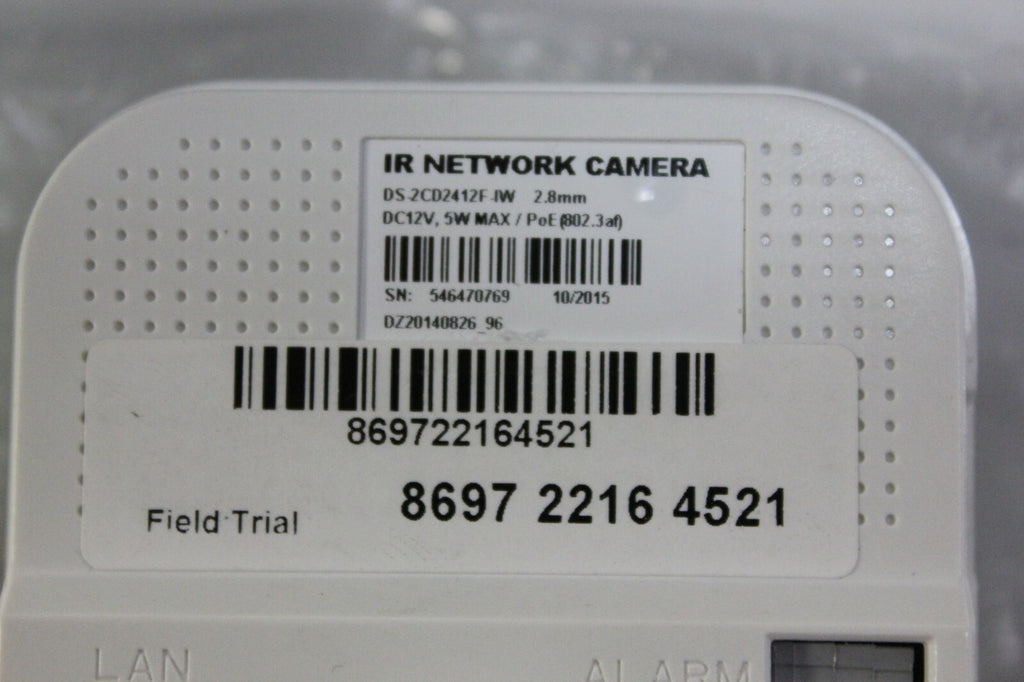 IR NETWORK CAMERA
DS-2CD2412F-IW 2.8mm
DC12V, 5W MAX / PoE(802.3af)
SN: 546470769 10/2015
DZ20140826_96
869722164521
8697 2216 4521
Field Trial
LAN ALARM